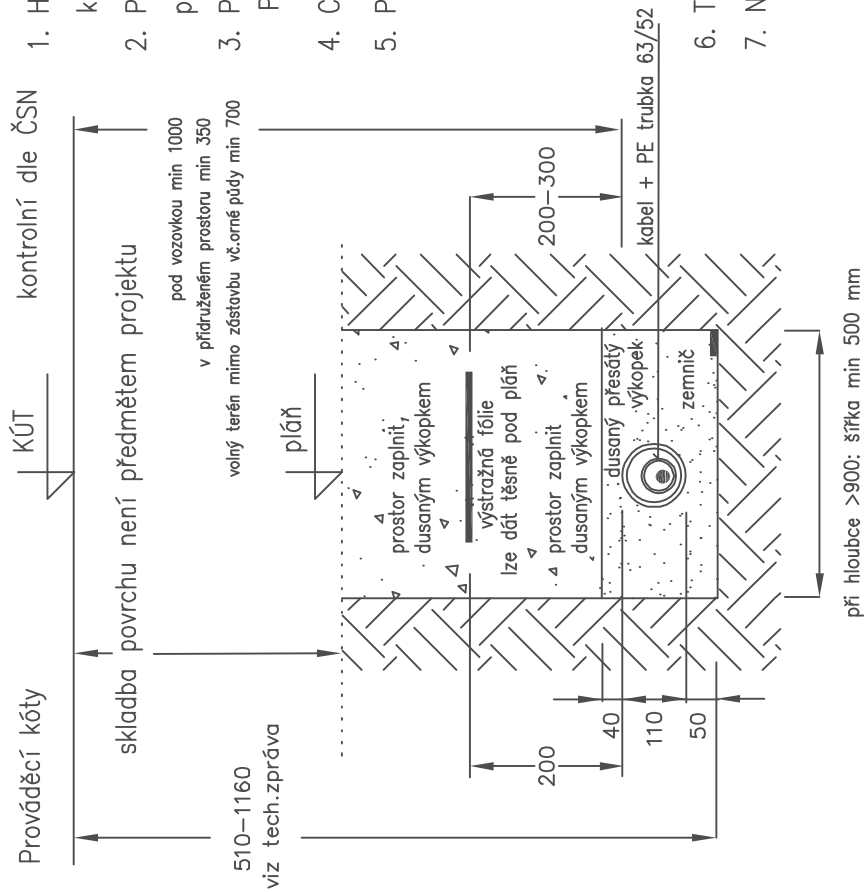 Prováděcí kóty
KÚT
kontrolní dle ČSN
skladba povrchu není předmětem projektu
pod vozovkou min 1000
v přidruženém prostoru min 350
volný terén mimo zástavbu vč.orné půdy min 700
pláň
510–1160
viz tech.zpráva
prostor zaplnit,
dusaným výkopkem
výstražná fólie
lze dát těsně pod pláň
prostor zaplnit
dusaným výkopkem
dusaný přesátý
výkopek
zemnič
200
200–300
40
110
50
kabel + PE trubka 63/52
při hloubce >900: šířka min 500 mm
1. H
k
2. P
p
3. P
P
4. C
5. P
6. T
7. N